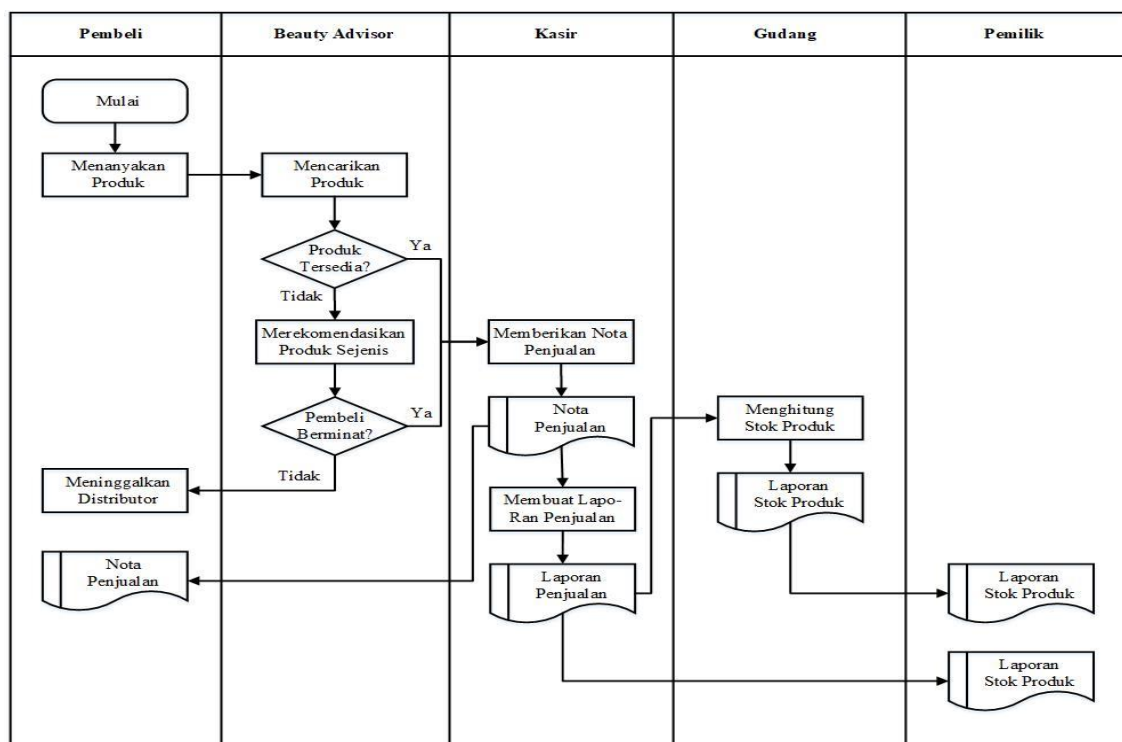 Pembeli
Beauty Advisor
Kasir
Gudang
Pemilik
Mulai
Menanyakan
Produk
Mencarikan
Produk
Produk
Tersedia?
Ya
Tidak
Merekomendasikan
Produk Sejenis
Memberikan Nota
Penjualan
Pembeli
Berminat?
Ya
Tidak
Nota
Penjualan
Menghitung
Stok Produk
Meninggalkan
Distributor
Membuat Lapo-
Ran Penjualan
Laporan
Stok Produk
Nota
Penjualan
Laporan
Penjualan
Laporan
Stok Produk
Laporan
Stok Produk